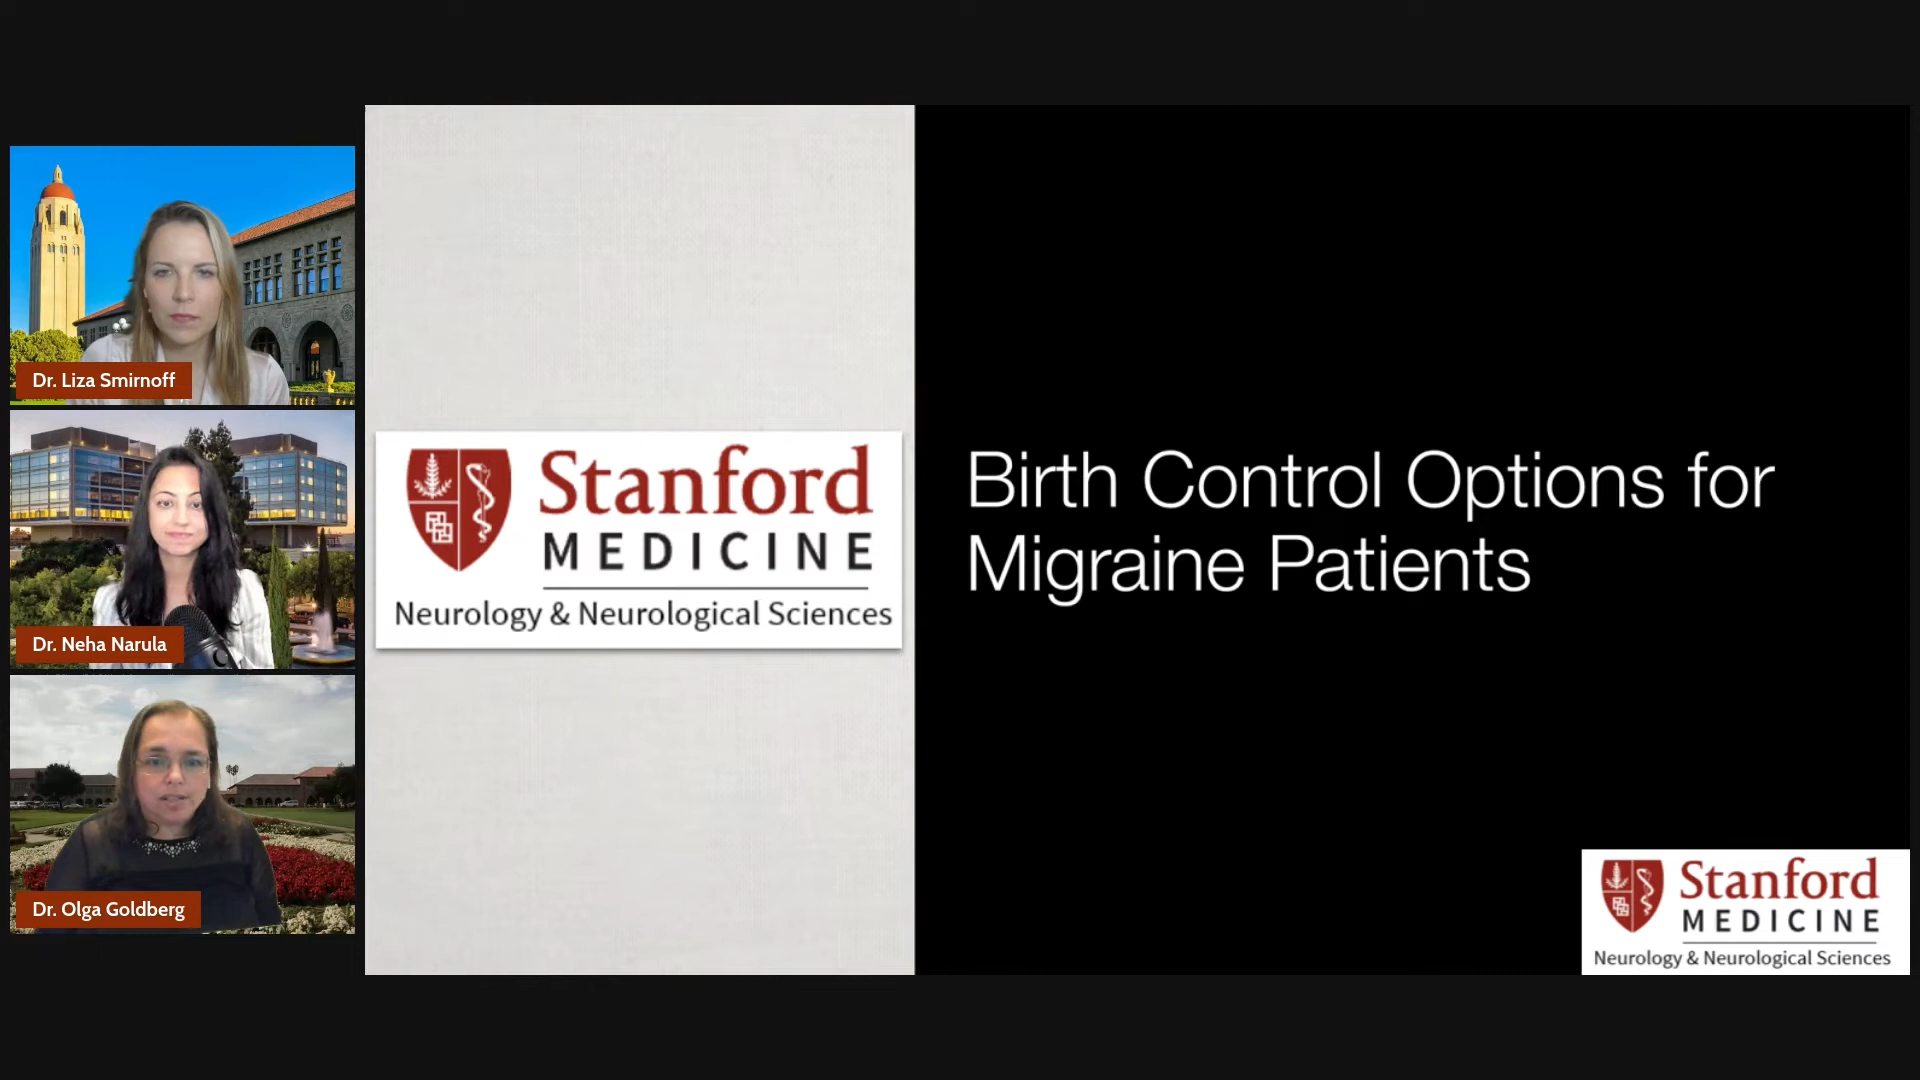 Dr. Liza Smirnoff
Dr. Neha Narula
Dr. Olga Goldberg
Stanford
MEDICINE
Neurology & Neurological Sciences
Birth Control Options for
Migraine Patients
Stanford
MEDICINE
Neurology & Neurological Sciences